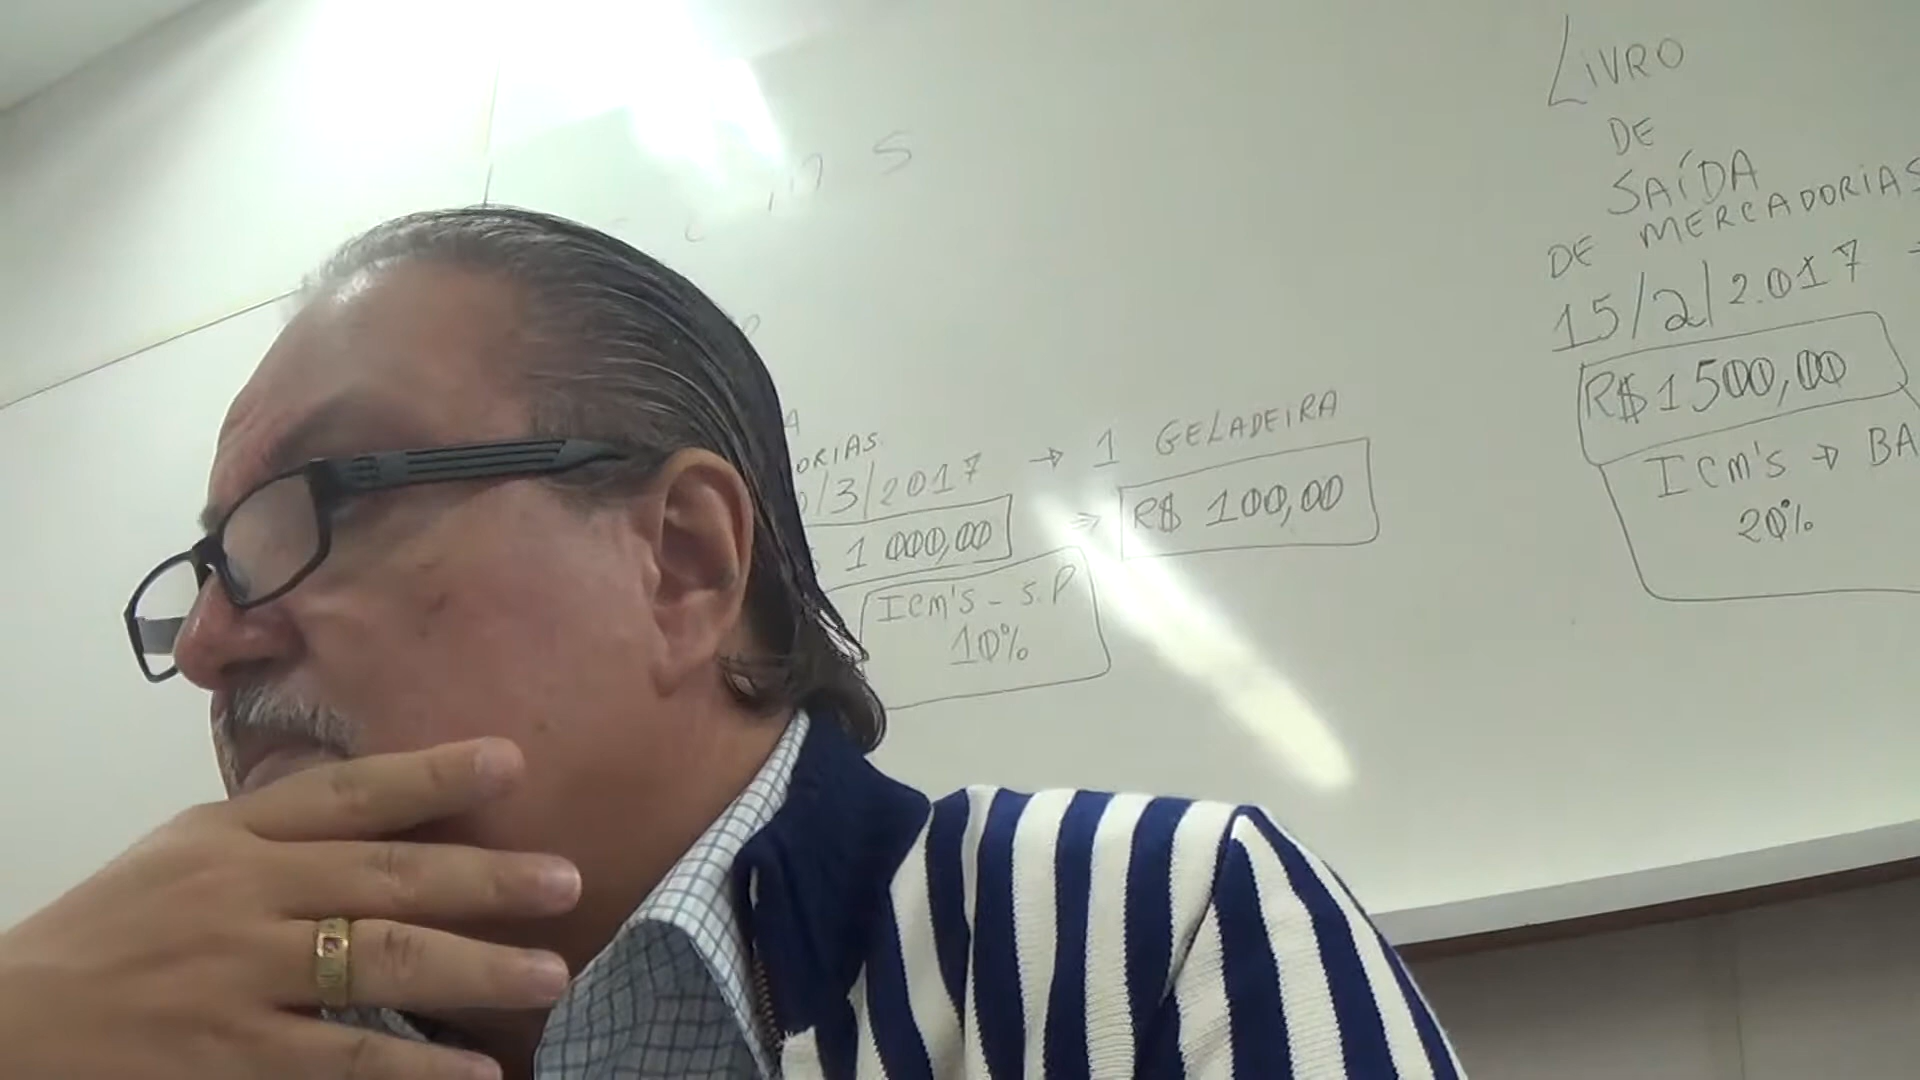 ORIAS.
/3/2017 → 1 GELADEIRA
1 000,00 ⇒ R$ 100,00
ICM'S - S.P
10%
LIVRO
DE
SAÍDA
DE MERCADORIAS
15/2/2.017
R$ 1500,00
ICM'S → BA
20%